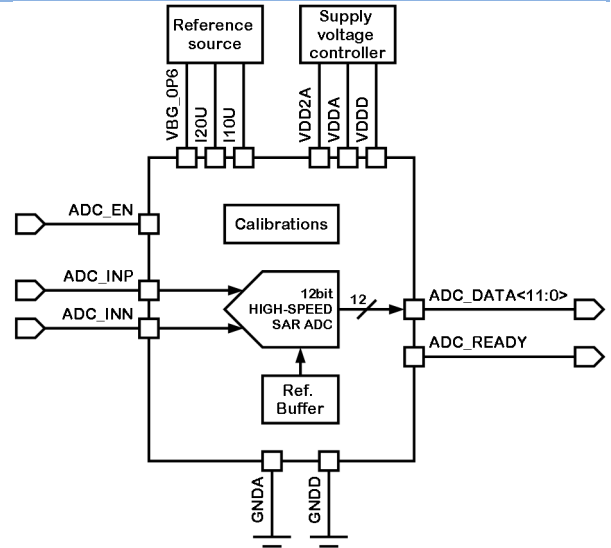 Reference
source
Supply
voltage
controller
VBG_0P6
I20U
I10U
VDD2A
VDDA
VDDD
ADC_EN
Calibrations
ADC_INP
ADC_INN
12bit
HIGH-SPEED
SAR ADC
12
ADC_DATA<11:0>
ADC_READY
Ref.
Buffer
GNDA
GNDD